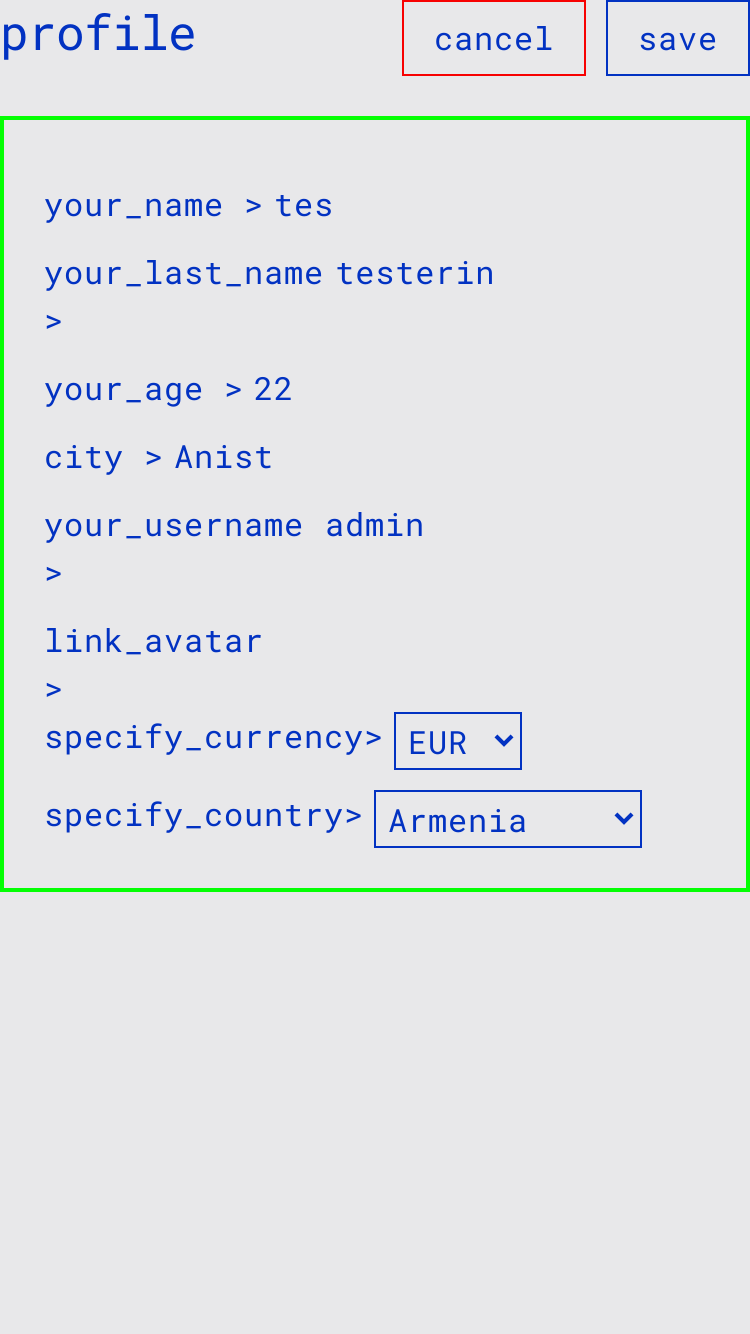 profile cancel save
your_name > tes
your_last_name testerin
>
your_age > 22
city > Anist
your_username admin
>
link_avatar
>
specify_currency> EUR
specify_country> Armenia